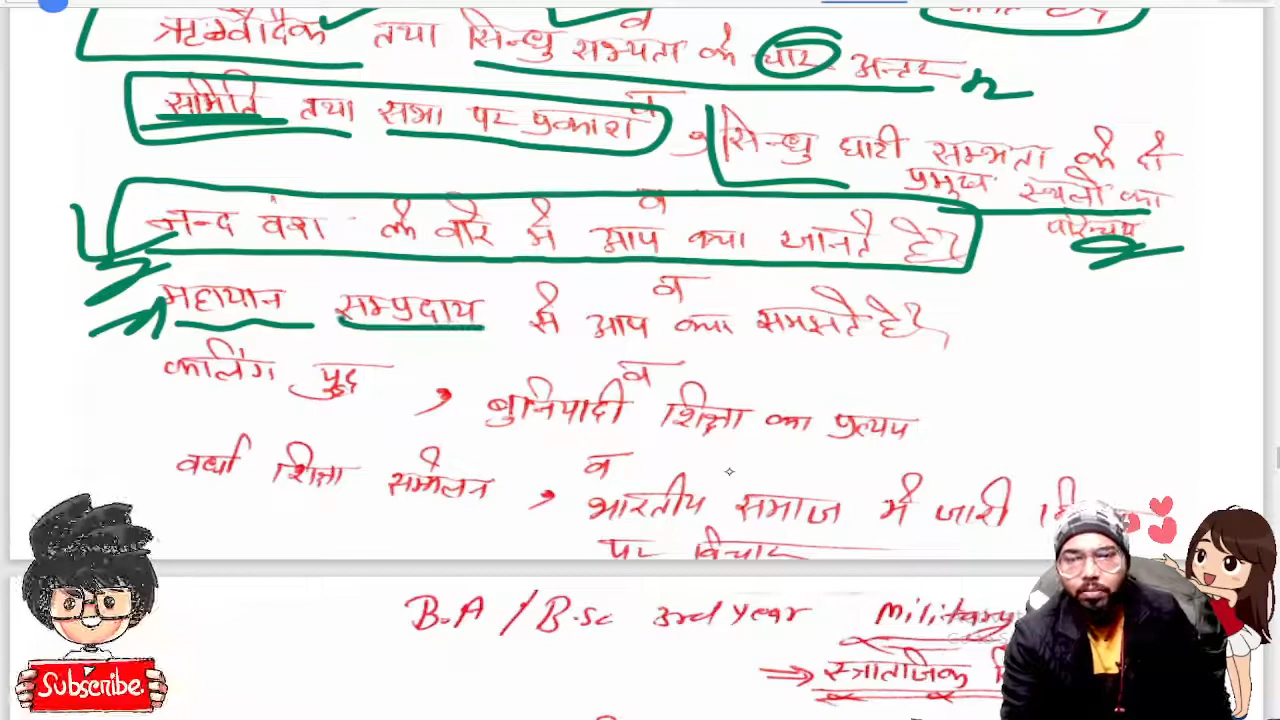 ऋग्वैदिक तथा सिन्धु सभ्यता के चार अन्तर
व
समिति तथा सभा पर प्रकाश
व
सिन्धु घाटी सभ्यता के दो
प्रमुख स्थलों का
परिचय
व
नन्द वंश के बारे में आप क्या जानते है?
व
महायान सम्प्रदाय से आप क्या समझते है?
व
कलिंग युद्ध , बुनियादी शिक्षा का प्रत्यय
व
वर्धा शिक्षा सम्मेलन , भारतीय समाज में जारी
पर विचार
B.A / B.sc 3rd year Military
⇒ स्त्रातजिक
Subscribe.